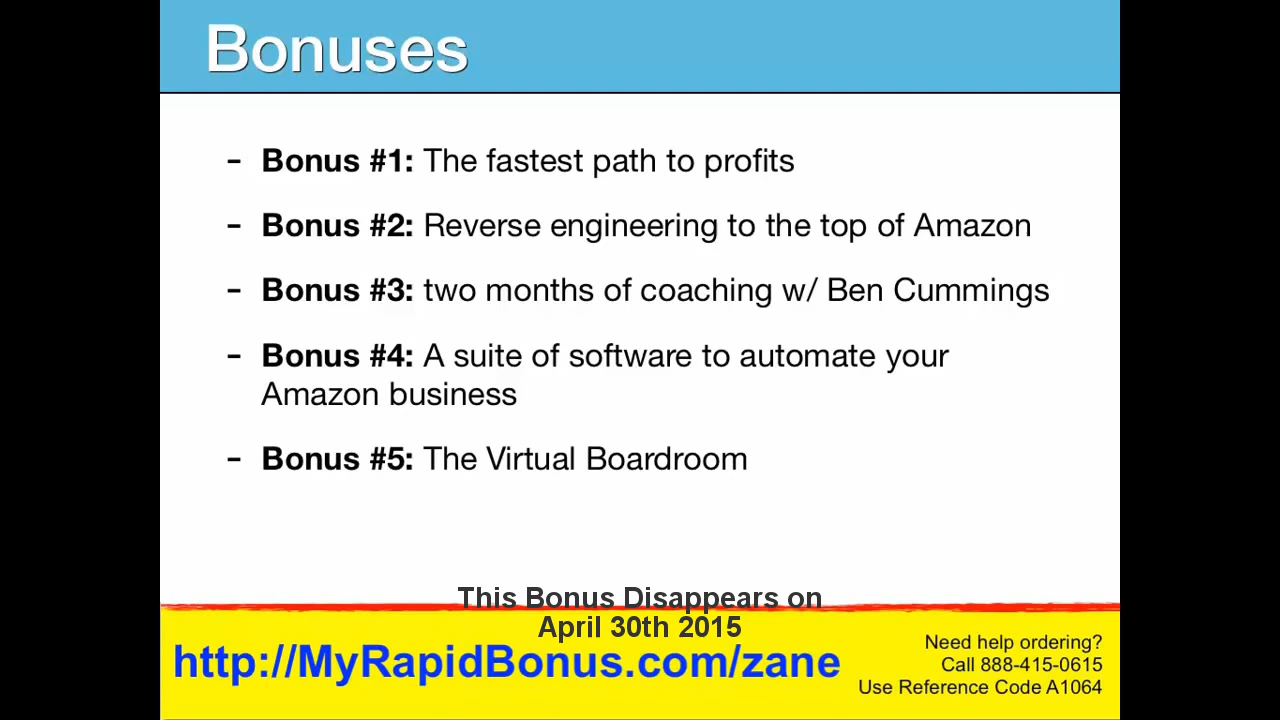 Bonuses
- Bonus #1: The fastest path to profits
- Bonus #2: Reverse engineering to the top of Amazon
- Bonus #3: two months of coaching w/ Ben Cummings
- Bonus #4: A suite of software to automate your
Amazon business
- Bonus #5: The Virtual Boardroom
This Bonus Disappears on
April 30th 2015
http://MyRapidBonus.com/zane
Need help ordering?
Call 888-415-0615
Use Reference Code A1064